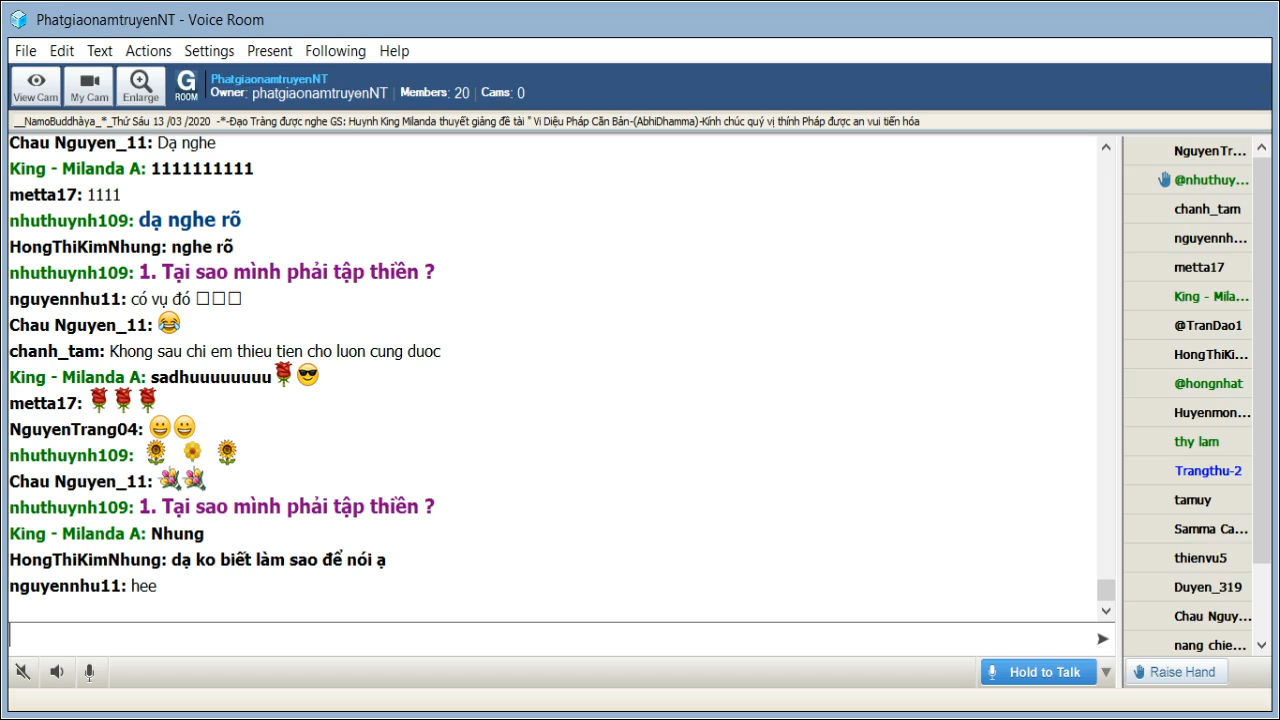 PhatgiaonamtruyenNT - Voice Room
File Edit Text Actions Settings Present Following Help
View Cam My Cam Enlarge G ROOM
PhatgiaonamtruyenNT
Owner: phatgiaonamtruyenNT | Members: 20 | Cams: 0
__NamoBuddhàya_*_Thứ Sáu 13 /03 /2020 -*-Đạo Tràng được nghe GS: Huynh King Milanda thuyết giảng đề tài " Vi Diệu Pháp Căn Bản-(AbhiDhamma)-Kính chúc quý vị thính Pháp được an vui tiến hóa
Chau Nguyen_11: Dạ nghe
King - Milanda A: 1111111111
metta17: 1111
nhuthuynh109: dạ nghe rõ
HongThiKimNhung: nghe rõ
nhuthuynh109: 1. Tại sao mình phải tập thiền ?
nguyennhu11: có vụ đó □□□
Chau Nguyen_11: 😂
chanh_tam: Khong sau chi em thieu tien cho luon cung duoc
King - Milanda A: sadhuuuuuuuu🌹😎
metta17: 🌹🌹🌹
NguyenTrang04: 😀😀
nhuthuynh109: 🌻 🌼 🌻
Chau Nguyen_11: 💐💐
nhuthuynh109: 1. Tại sao mình phải tập thiền ?
King - Milanda A: Nhung
HongThiKimNhung: dạ ko biết làm sao để nói ạ
nguyennhu11: hee
NguyenTr...
@nhuthuy...
chanh_tam
nguyennh...
metta17
King - Mila...
@TranDao1
HongThiKi...
@hongnhat
Huyenmon...
thy lam
Trangthu-2
tamuy
Samma Ca...
thienvu5
Duyen_319
Chau Nguy...
nang chie...
Hold to Talk
Raise Hand